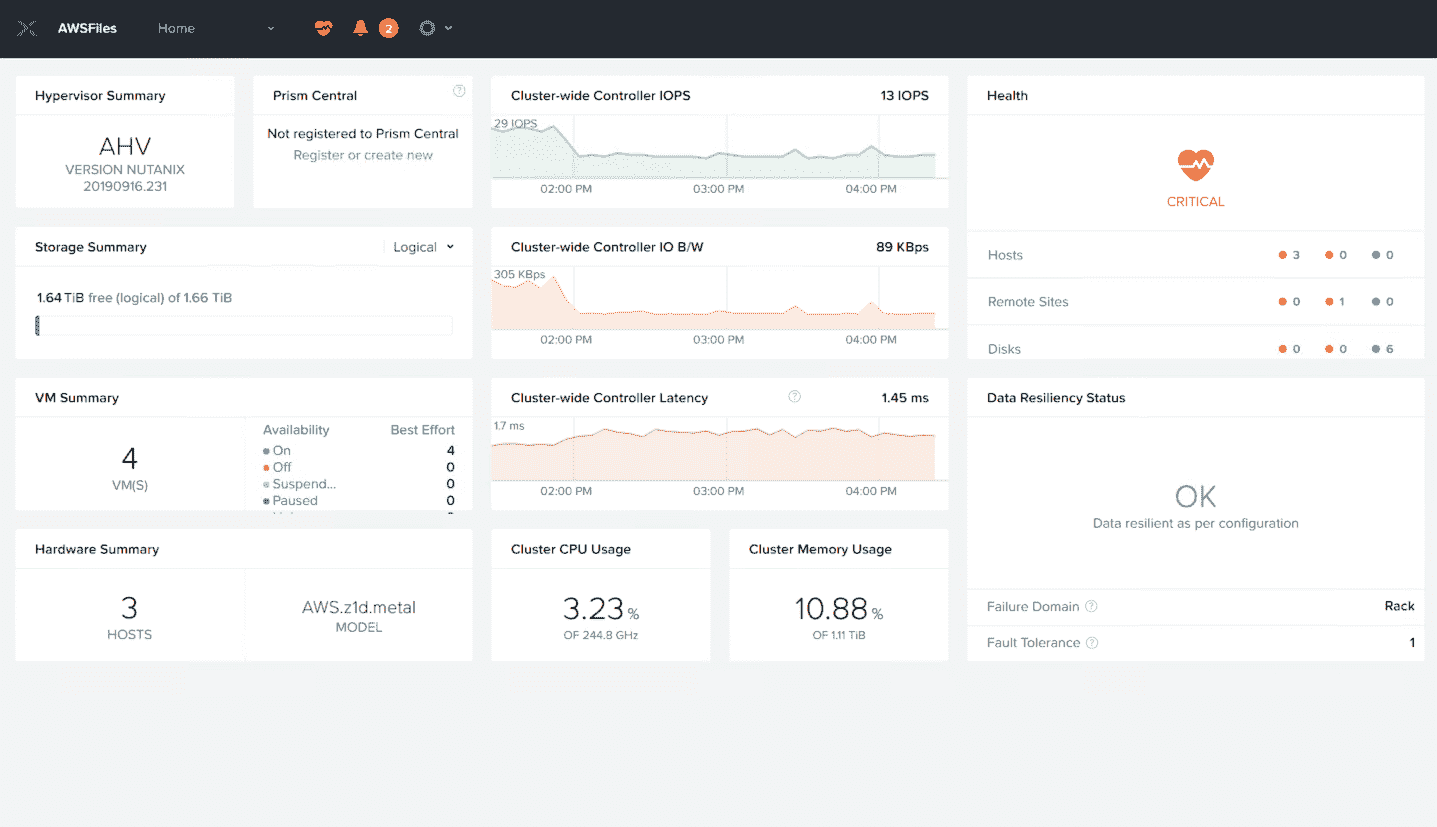 AWSFiles Home 2
Hypervisor Summary
AHV
VERSION NUTANIX
20190916.231
Prism Central ?
Not registered to Prism Central
Register or create new
Storage Summary Logical
1.64 TiB free (logical) of 1.66 TiB
VM Summary
4
VM(S)
Availability Best Effort
On 4
Off 0
Suspend... 0
Paused 0
Hardware Summary
3
HOSTS
AWS.z1d.metal
MODEL
Cluster-wide Controller IOPS 13 IOPS
29 IOPS
02:00 PM 03:00 PM 04:00 PM
Cluster-wide Controller IO B/W 89 KBps
305 KBps
02:00 PM 03:00 PM 04:00 PM
Cluster-wide Controller Latency ? 1.45 ms
1.7 ms
02:00 PM 03:00 PM 04:00 PM
Cluster CPU Usage
3.23 %
OF 244.8 GHz
Cluster Memory Usage
10.88 %
OF 1.11 TiB
Health
CRITICAL
Hosts 3 0 0
Remote Sites 0 1 0
Disks 0 0 6
Data Resiliency Status
OK
Data resilient as per configuration
Failure Domain ? Rack
Fault Tolerance ? 1